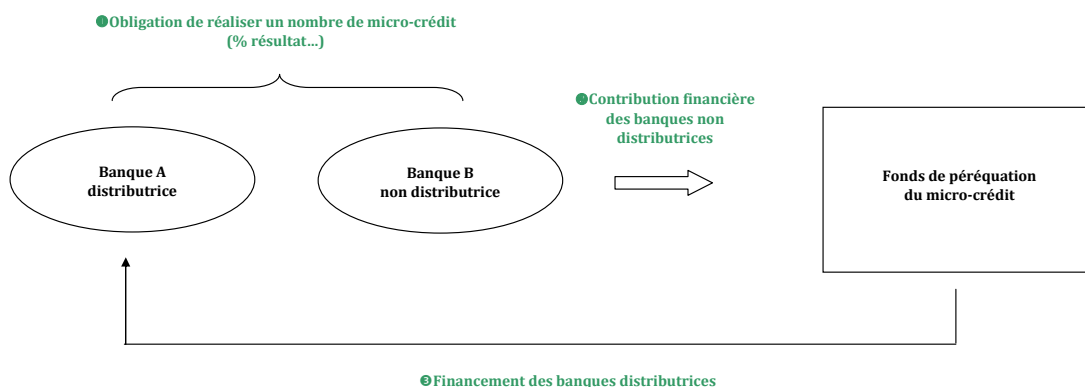 ❶Obligation de réaliser un nombre de micro-crédit
(% résultat…)
❷Contribution financière
des banques non
distributrices
Banque A
distributrice
Banque B
non distributrice
Fonds de péréquation
du micro-crédit
❸Financement des banques distributrices